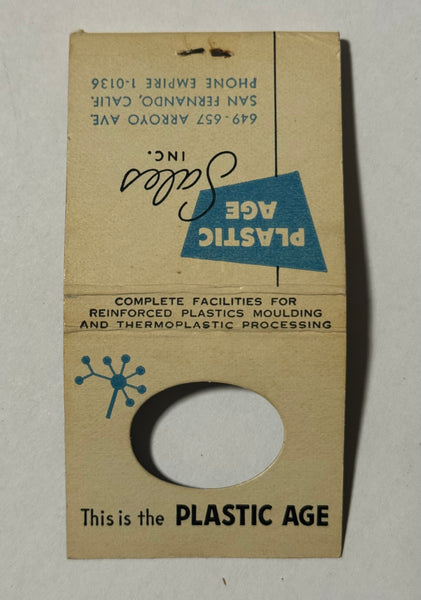 PHONE EMPIRE 1-0136
SAN FERNANDO, CALIF.
649-657 ARROYO AVE.
INC.
Sales
AGE
PLASTIC
COMPLETE FACILITIES FOR
REINFORCED PLASTICS MOULDING
AND THERMOPLASTIC PROCESSING
This is the PLASTIC AGE